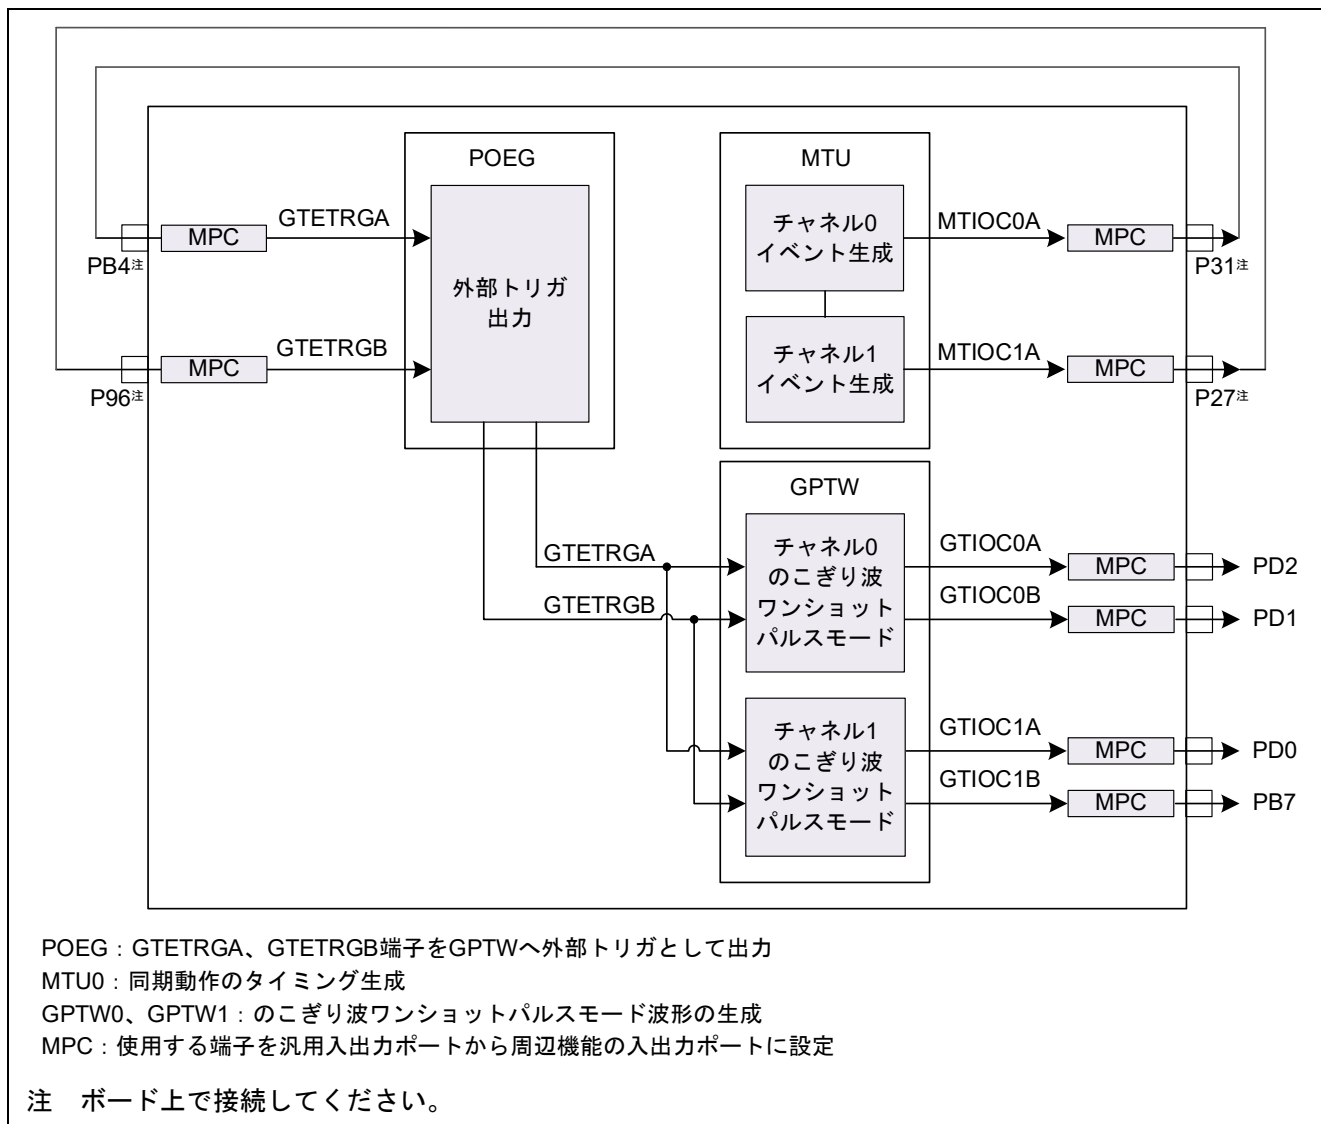 POEG
MTU
外部トリガ
出力
チャネル0
イベント生成
チャネル1
イベント生成
GTETRGA
MPC
PB4注
GTETRGB
MPC
P96注
MTIOC0A
MPC
P31注
MTIOC1A
MPC
P27注
GPTW
GTETRGA
GTETRGB
チャネル0
のこぎり波
ワンショット
パルスモード
GTIOC0A
MPC
PD2
GTIOC0B
MPC
PD1
チャネル1
のこぎり波
ワンショット
パルスモード
GTIOC1A
MPC
PD0
GTIOC1B
MPC
PB7
POEG：GTETRGA、GTETRGB端子をGPTWへ外部トリガとして出力
MTU0：同期動作のタイミング生成
GPTW0、GPTW1：のこぎり波ワンショットパルスモード波形の生成
MPC：使用する端子を汎用入出力ポートから周辺機能の入出力ポートに設定
注　ボード上で接続してください。